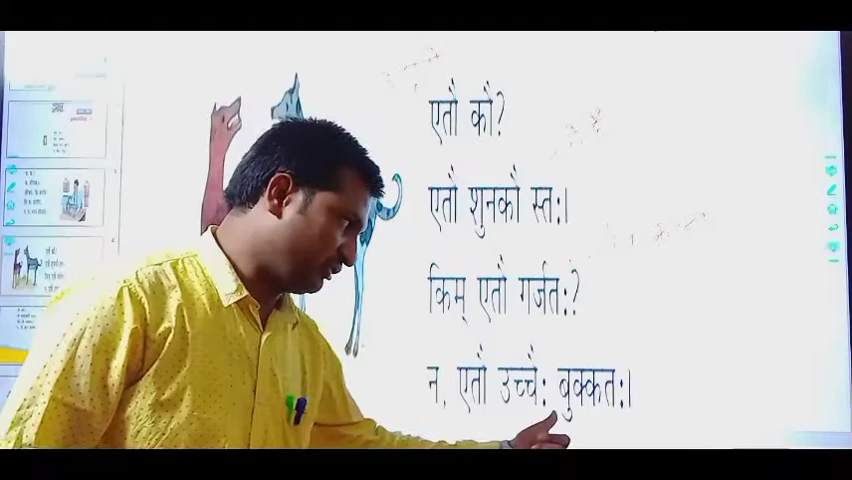 एतौ कौ?
एतौ शुनकौ स्तः।
किम् एतौ गर्जतः?
न, एतौ उच्चैः बुक्कतः।